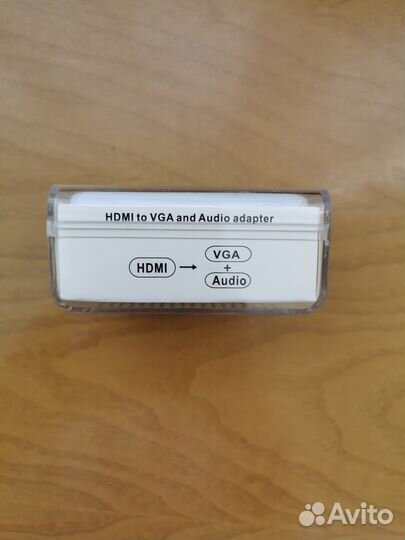 HDMI to VGA and Audio adapter
HDMI → VGA
+
Audio
Avito